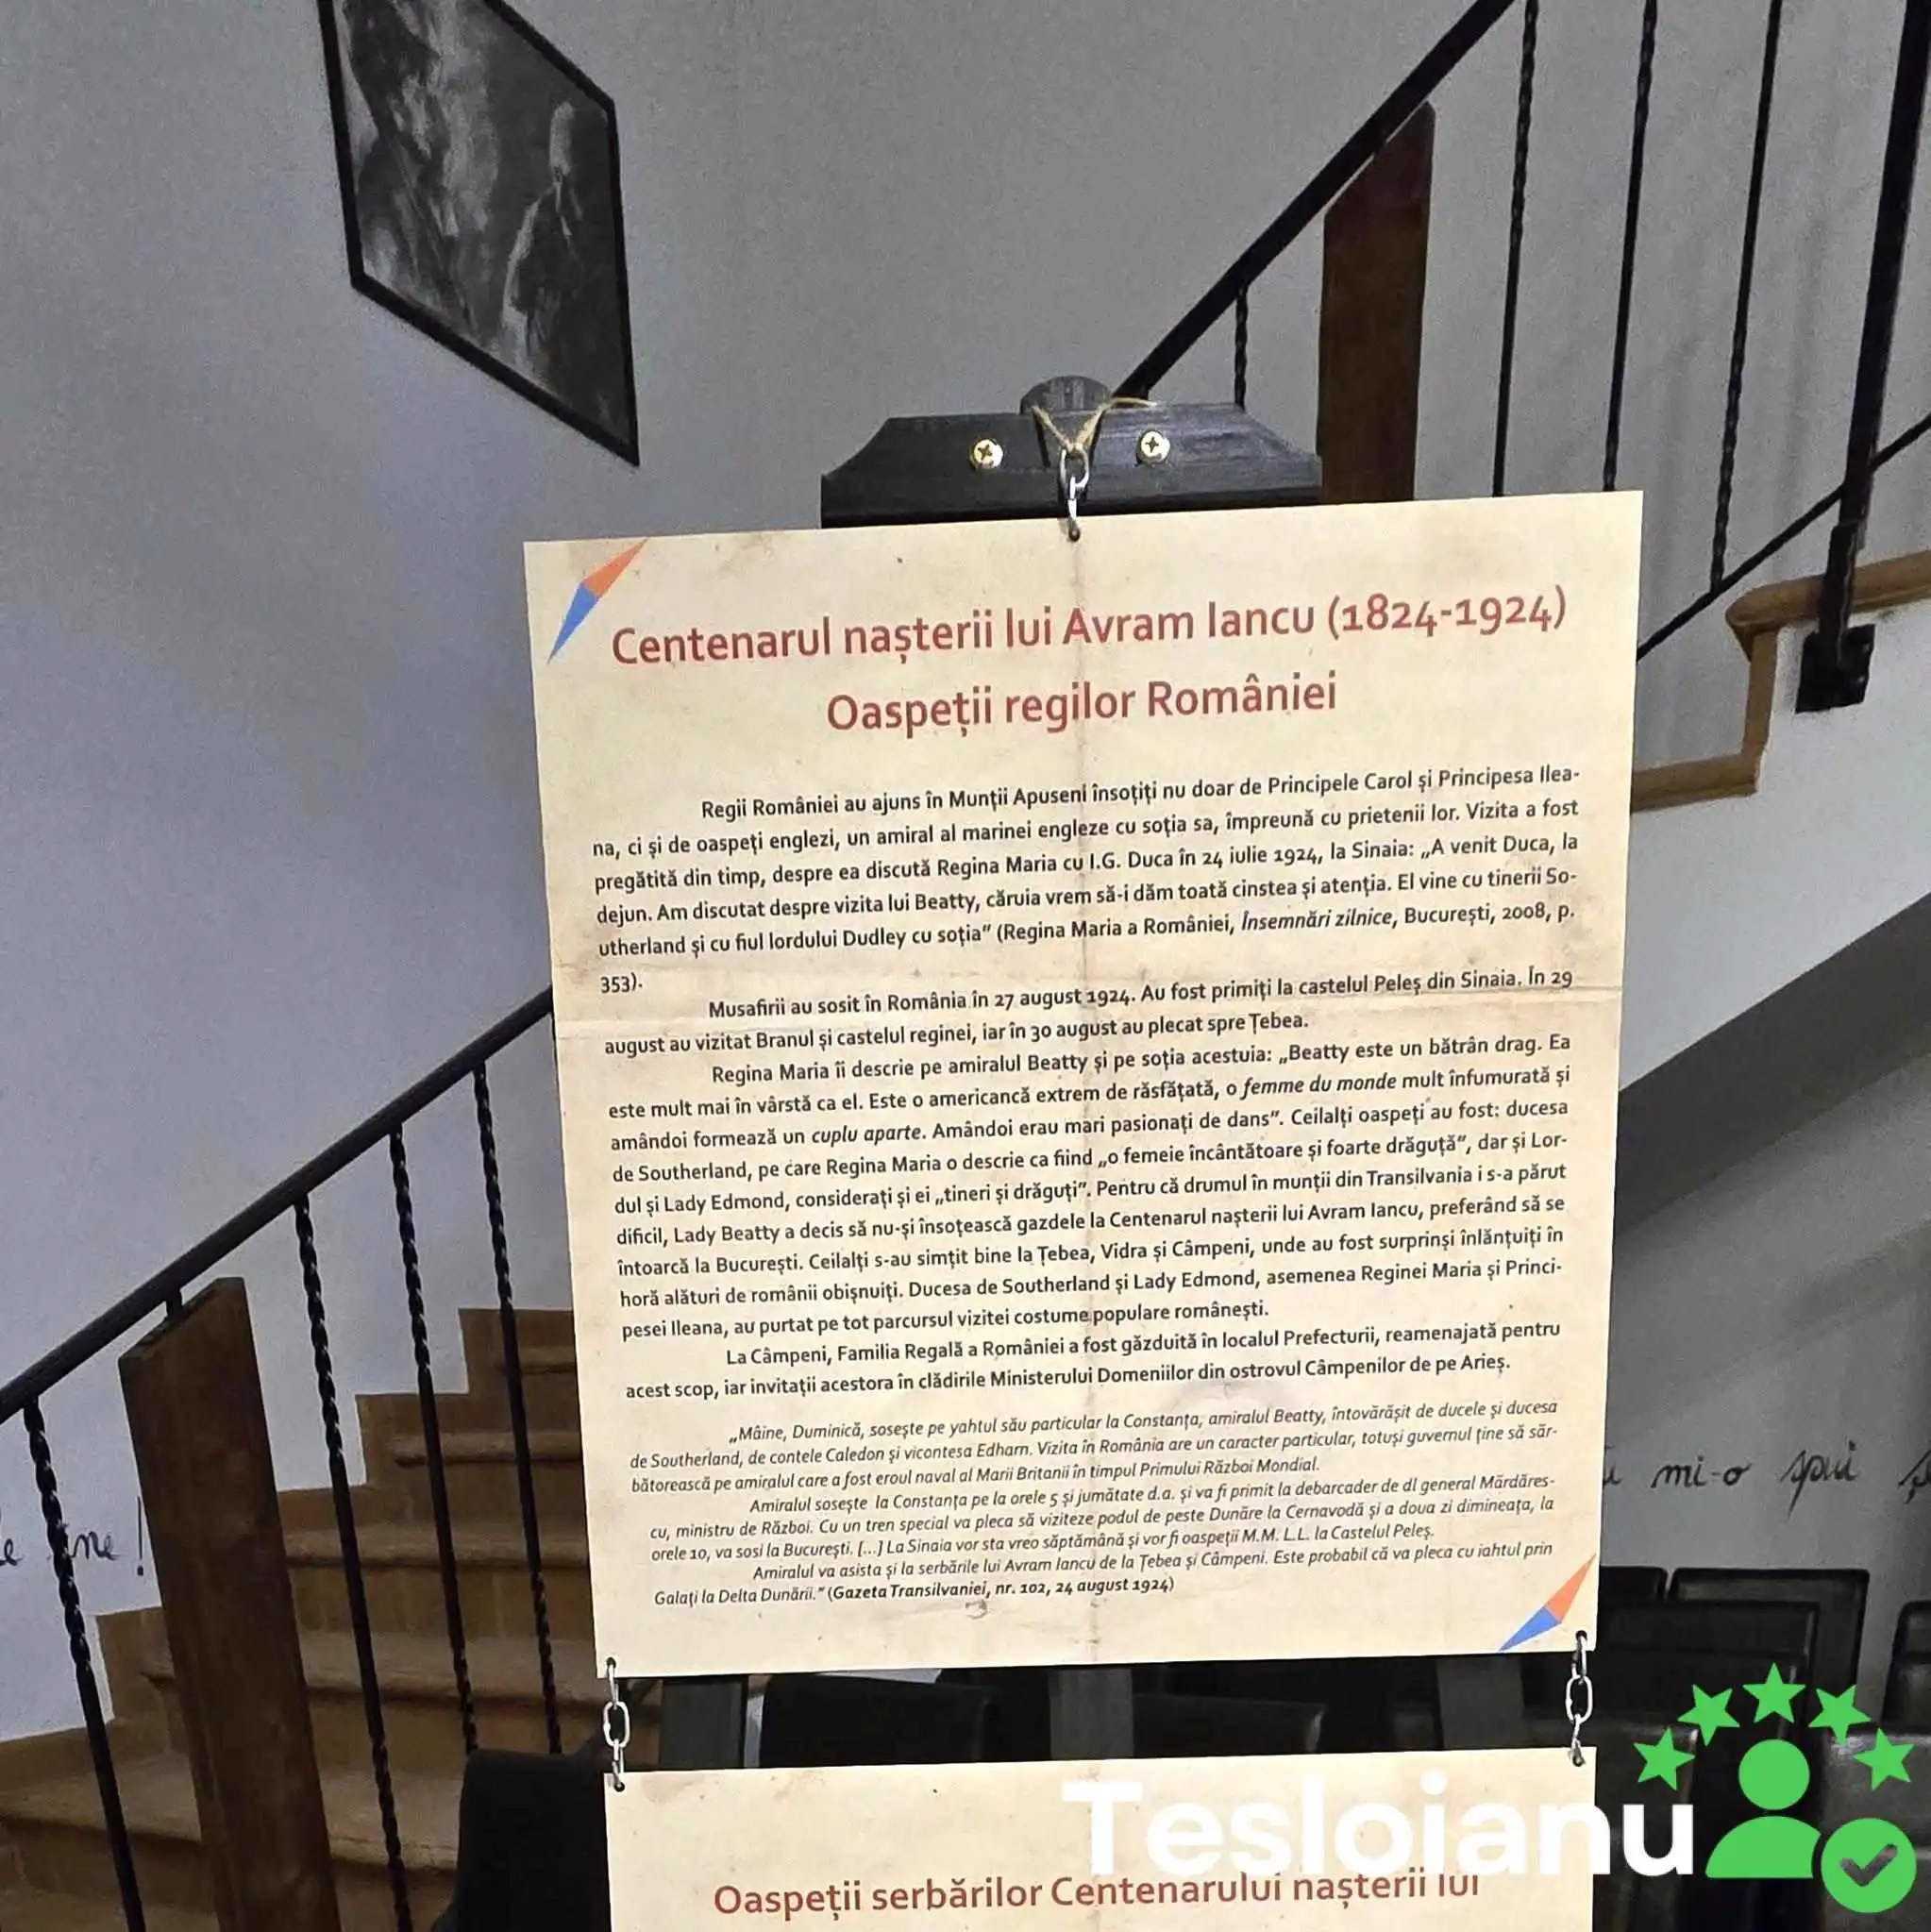 Centenarul nașterii lui Avram Iancu (1824-1924)
Oaspeții regilor României
Regii României au ajuns în Munții Apuseni însoțiți nu doar de Principele Carol și Principesa Ilea-
na, ci și de oaspeți englezi, un amiral al marinei engleze cu soția sa, împreună cu prietenii lor. Vizita a fost
pregătită din timp, despre ea discută Regina Maria cu I.G. Duca în 24 iulie 1924, la Sinaia: „A venit Duca, la
dejun. Am discutat despre vizita lui Beatty, căruia vrem să-i dăm toată cinstea și atenția. El vine cu tinerii So-
utherland și cu fiul lordului Dudley cu soția" (Regina Maria a României, Însemnări zilnice, București, 2008, p.
353).
Musafirii au sosit în România în 27 august 1924. Au fost primiți la castelul Peleș din Sinaia. În 29
august au vizitat Branul și castelul reginei, iar în 30 august au plecat spre Țebea.
Regina Maria îi descrie pe amiralul Beatty și pe soția acestuia: „Beatty este un bătrân drag. Ea
este mult mai în vârstă ca el. Este o americancă extrem de răsfățată, o femme du monde mult înfumurată și
amândoi formează un cuplu aparte. Amândoi erau mari pasionați de dans". Ceilalți oaspeți au fost: ducesa
de Southerland, pe care Regina Maria o descrie ca fiind „o femeie încântătoare și foarte drăguță", dar și Lor-
dul și Lady Edmond, considerați și ei „tineri și drăguți". Pentru că drumul în munții din Transilvania i s-a părut
dificil, Lady Beatty a decis să nu-și însoțească gazdele la Centenarul nașterii lui Avram Iancu, preferând să se
întoarcă la București. Ceilalți s-au simțit bine la Țebea, Vidra și Câmpeni, unde au fost surprinși înlănțuiți în
horă alături de românii obișnuiți. Ducesa de Southerland și Lady Edmond, asemenea Reginei Maria și Princi-
pesei Ileana, au purtat pe tot parcursul vizitei costume populare românești.
La Câmpeni, Familia Regală a României a fost găzduită în localul Prefecturii, reamenajată pentru
acest scop, iar invitații acestora în clădirile Ministerului Domeniilor din ostrovul Câmpenilor de pe Arieș.
„Mâine, Duminică, sosește pe yahtul său particular la Constanța, amiralul Beatty, întovărășit de ducele și ducesa
de Southerland, de contele Caledon și vicontesa Edharn. Vizita în România are un caracter particular, totuși guvernul ține să săr-
bătorească pe amiralul care a fost eroul naval al Marii Britanii în timpul Primului Război Mondial.
Amiralul sosește la Constanța pe la orele 5 și jumătate d.a. și va fi primit la debarcader de dl general Mărdăres-
cu, ministru de Război. Cu un tren special va pleca să viziteze podul de peste Dunăre la Cernavodă și a doua zi dimineața, la
orele 10, va sosi la București. [...] La Sinaia vor sta vreo săptămână și vor fi oaspeții M.M. L.L. la Castelul Peleș.
Amiralul va asista și la serbările lui Avram Iancu de la Țebea și Câmpeni. Este probabil că va pleca cu iahtul prin
Galați la Delta Dunării." (Gazeta Transilvaniei, nr. 102, 24 august 1924)
mi-o spui
Tesloianu
Oaspeții serbărilor Centenarului nașterii lui